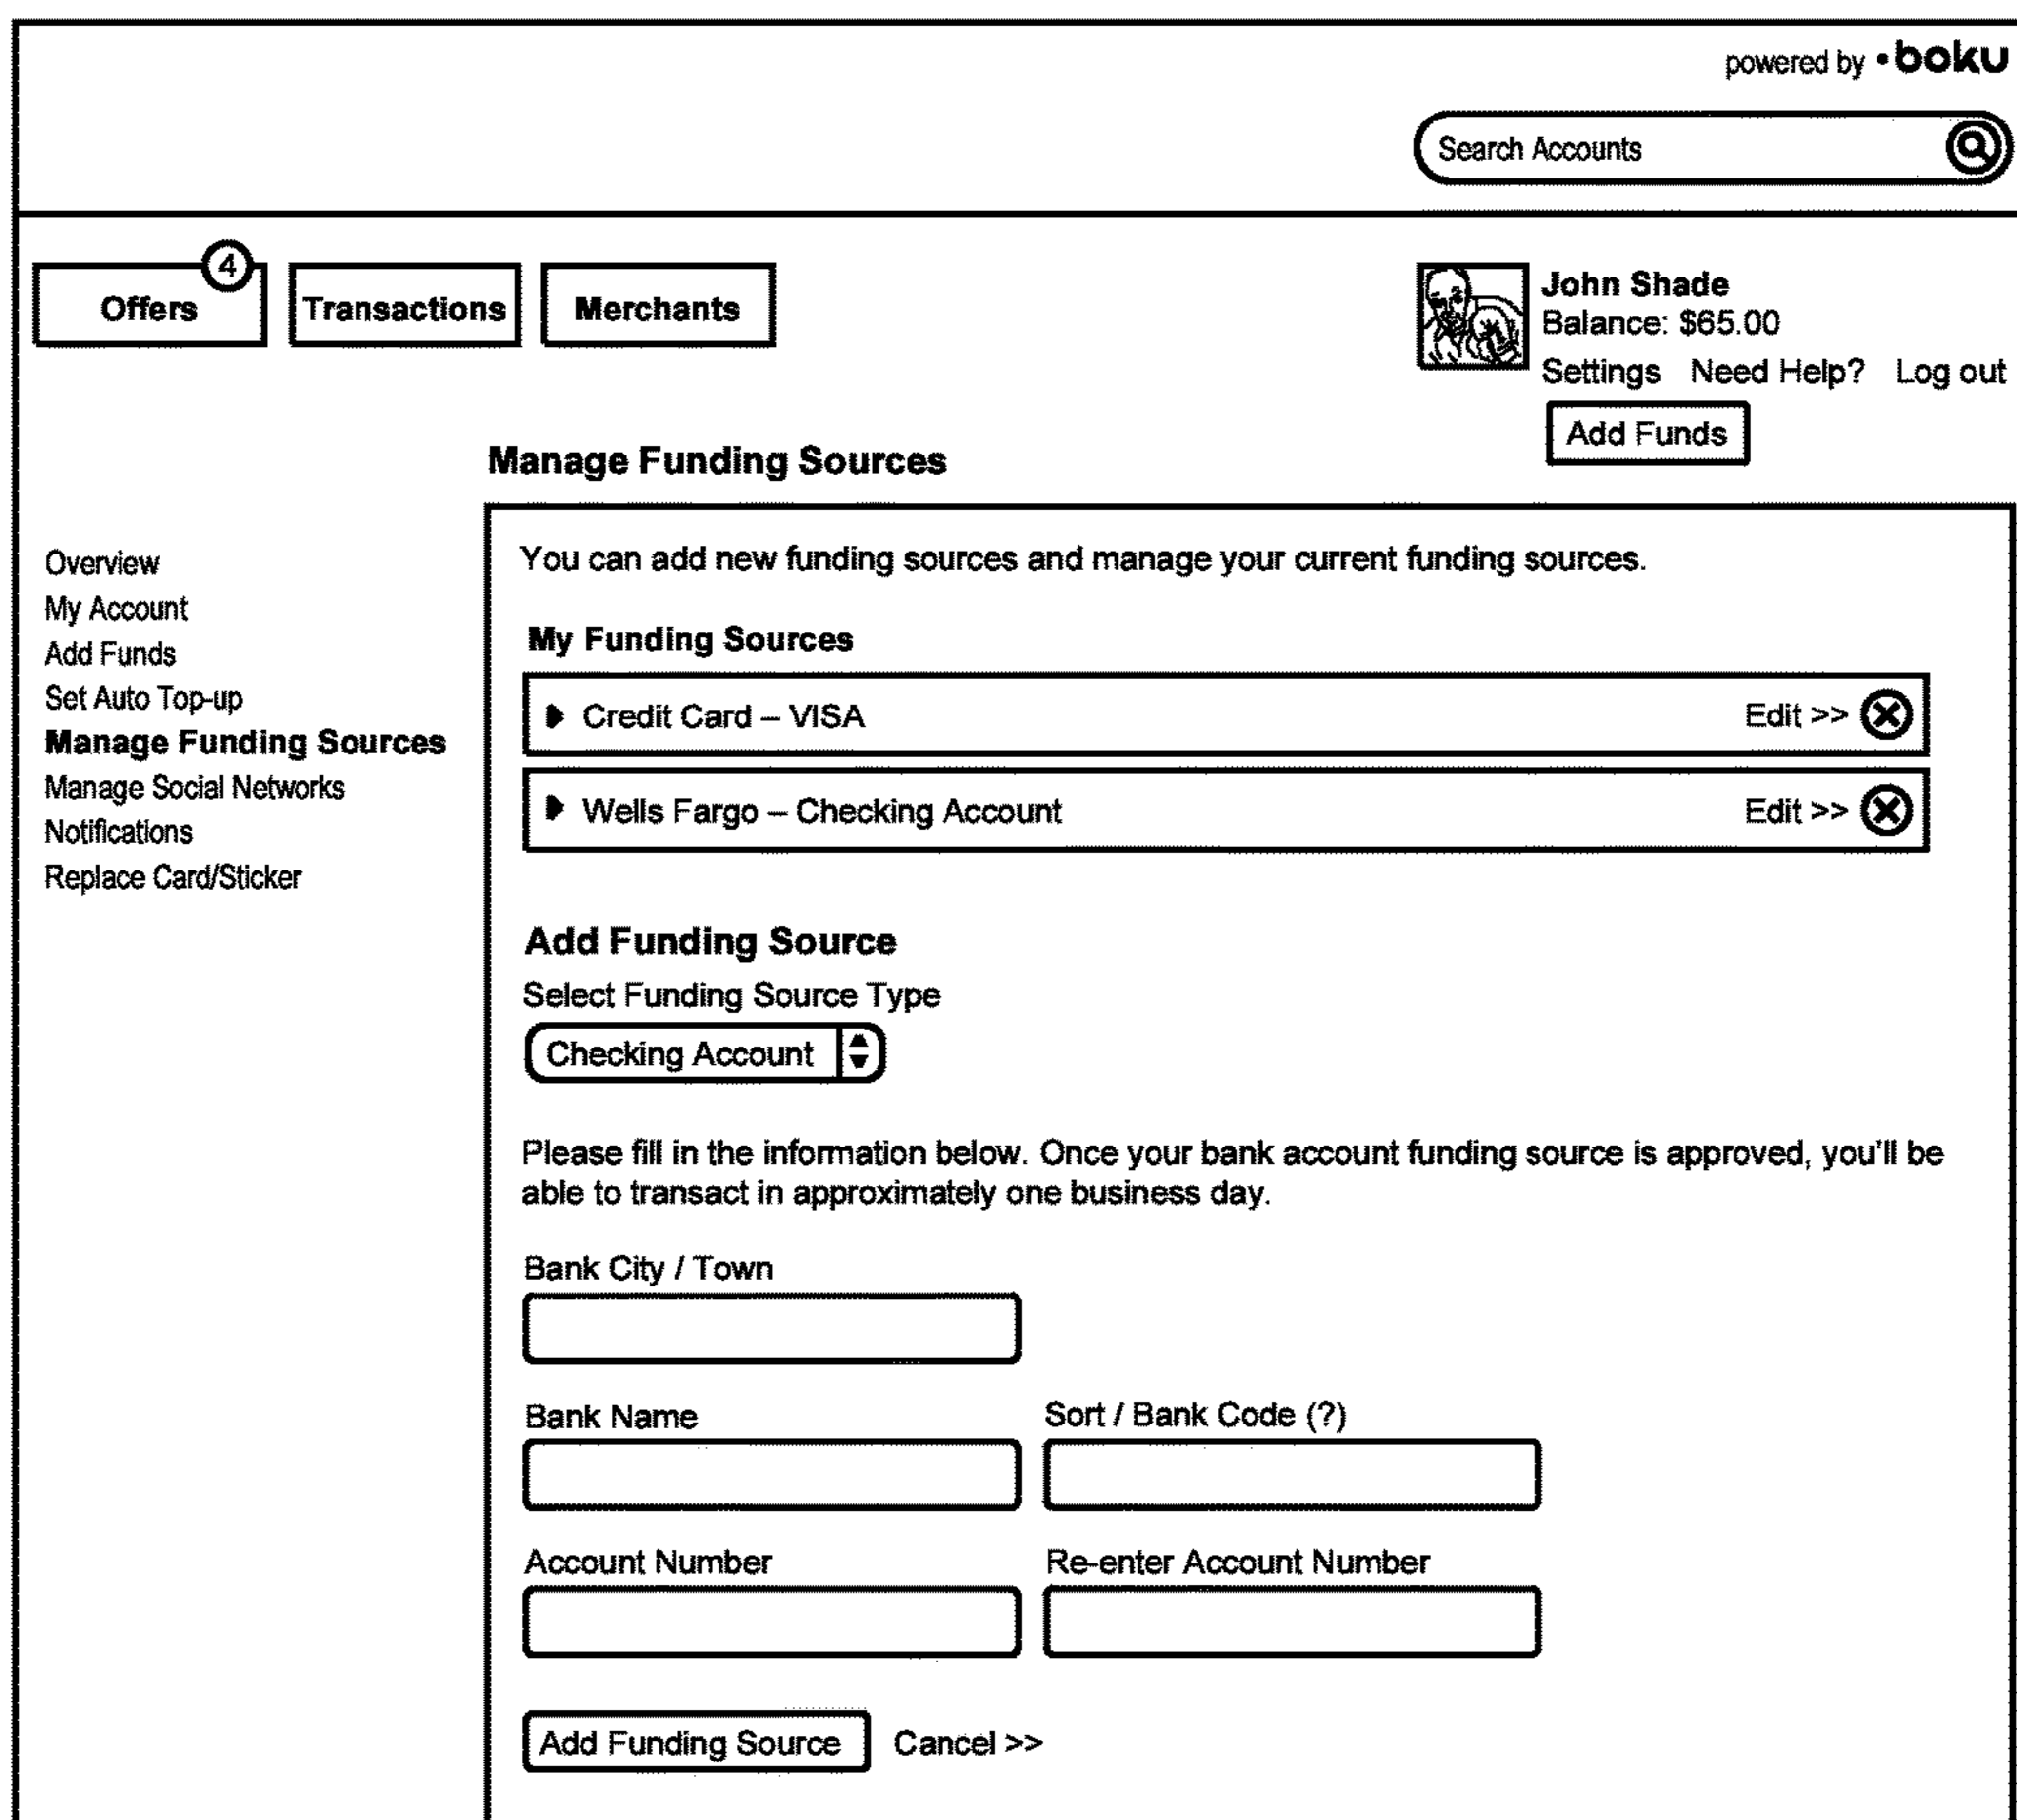 powered by •boku
Search Accounts
4
Offers
Transactions
Merchants
John Shade
Balance: $65.00
Settings Need Help? Log out
Add Funds
Manage Funding Sources
Overview
My Account
Add Funds
Set Auto Top-up
Manage Funding Sources
Manage Social Networks
Notifications
Replace Card/Sticker
You can add new funding sources and manage your current funding sources.
My Funding Sources
Credit Card – VISA Edit >>
Wells Fargo – Checking Account Edit >>
Add Funding Source
Select Funding Source Type
Checking Account
Please fill in the information below. Once your bank account funding source is approved, you'll be
able to transact in approximately one business day.
Bank City / Town
Bank Name
Sort / Bank Code (?)
Account Number
Re-enter Account Number
Add Funding Source Cancel >>